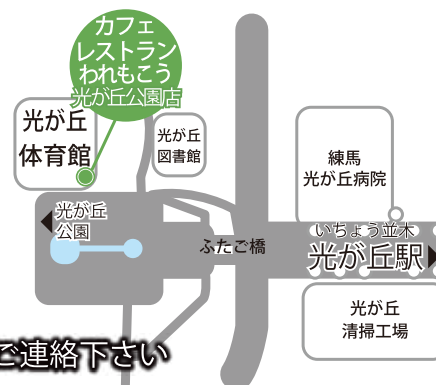 カフェ
レストラン
われもこう
光が丘公園店
光が丘
体育館
光が丘
図書館
練馬
光が丘病院
光が丘
公園
ふたご橋
いちょう並木
光が丘駅
光が丘
清掃工場
ご連絡下さい